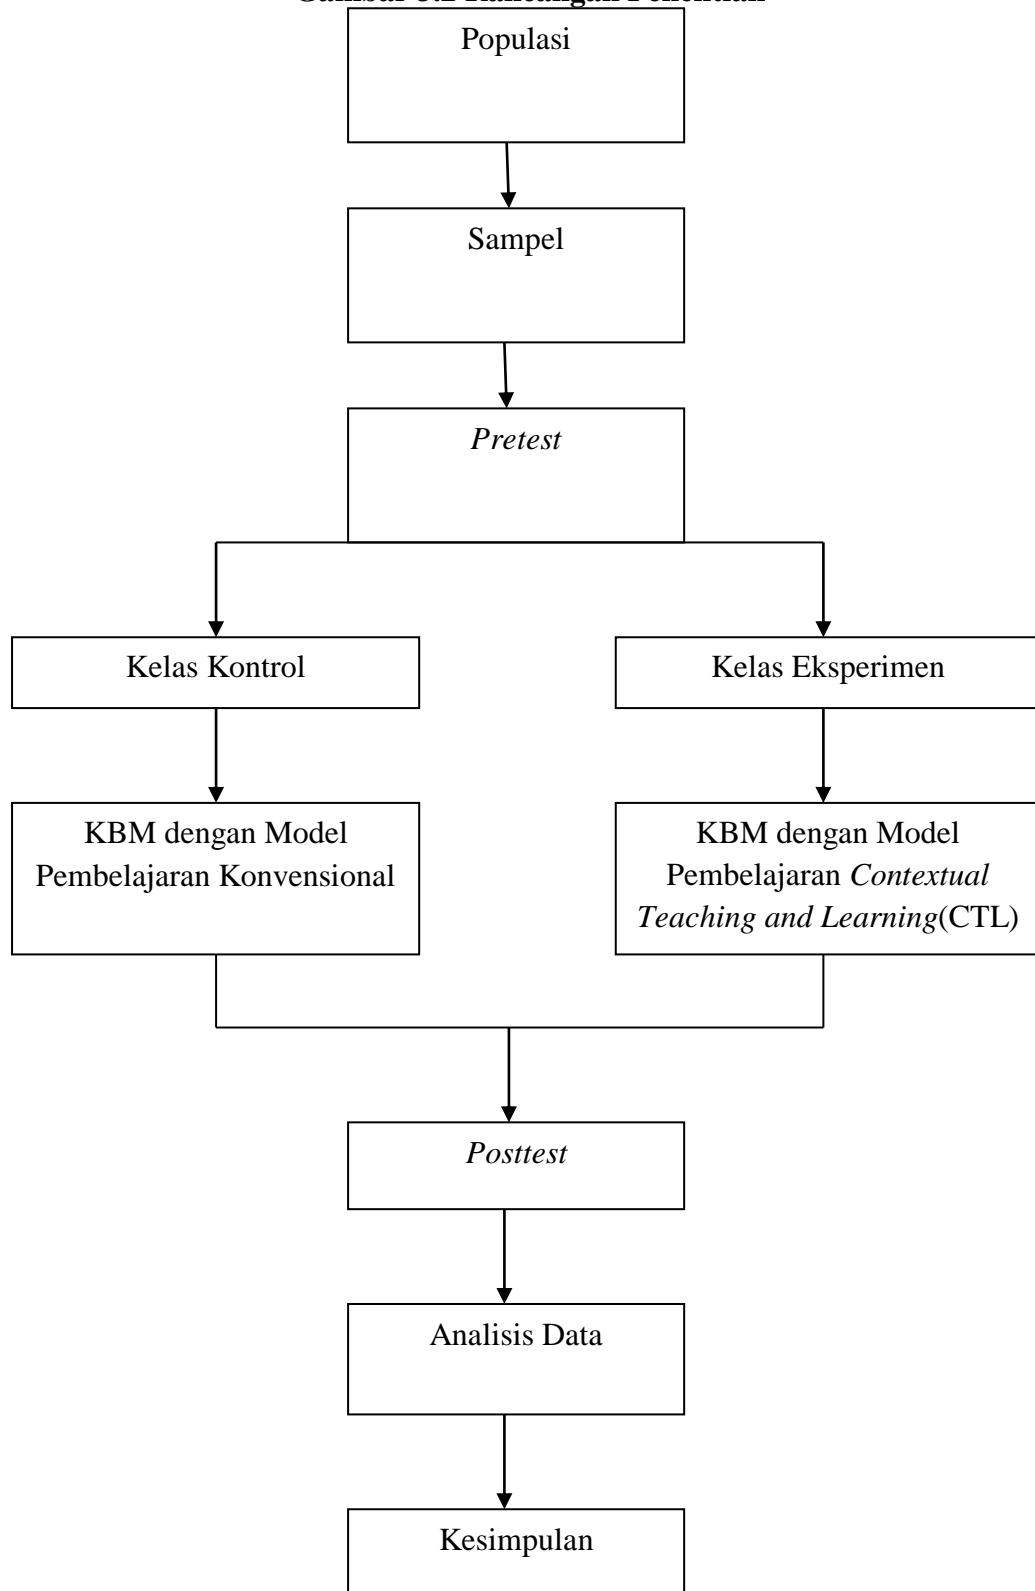 Populasi
Sampel
Pretest
Kelas Kontrol
Kelas Eksperimen
KBM dengan Model
Pembelajaran Konvensional
KBM dengan Model
Pembelajaran Contextual
Teaching and Learning(CTL)
Posttest
Analisis Data
Kesimpulan